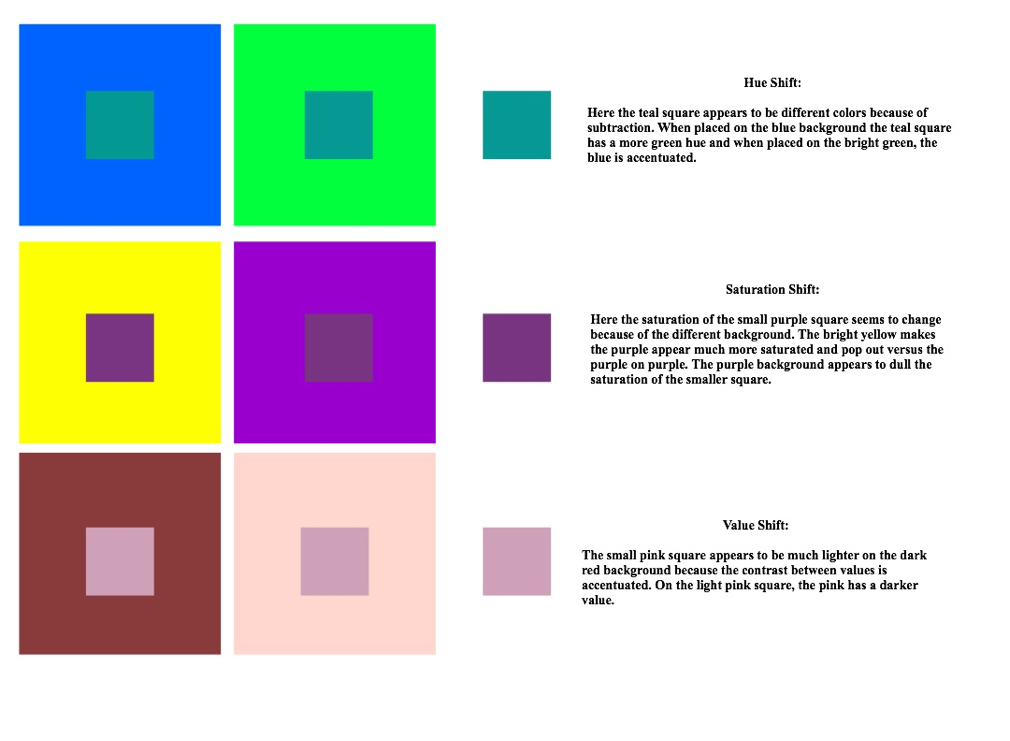 Hue Shift:
Here the teal square appears to be different colors because of
subtraction. When placed on the blue background the teal square
has a more green hue and when placed on the bright green, the
blue is accentuated.
Saturation Shift:
Here the saturation of the small purple square seems to change
because of the different background. The bright yellow makes
the purple appear much more saturated and pop out versus the
purple on purple. The purple background appears to dull the
saturation of the smaller square.
Value Shift:
The small pink square appears to be much lighter on the dark
red background because the contrast between values is
accentuated. On the light pink square, the pink has a darker
value.